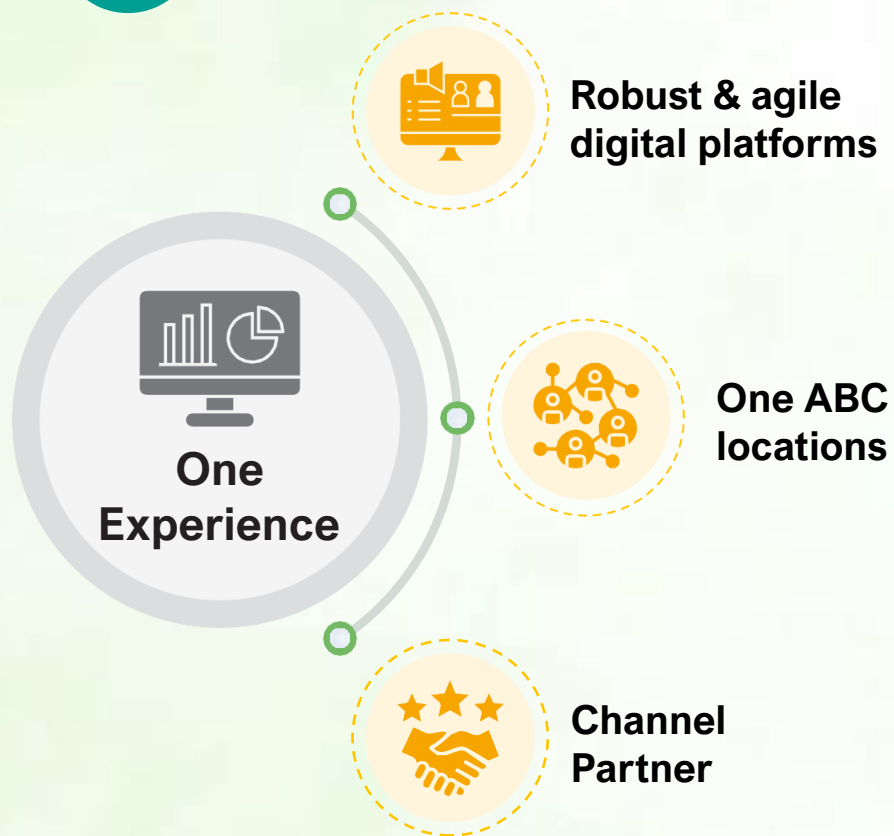 Robust & agile
digital platforms
One
Experience
One ABC
locations
Channel
Partner